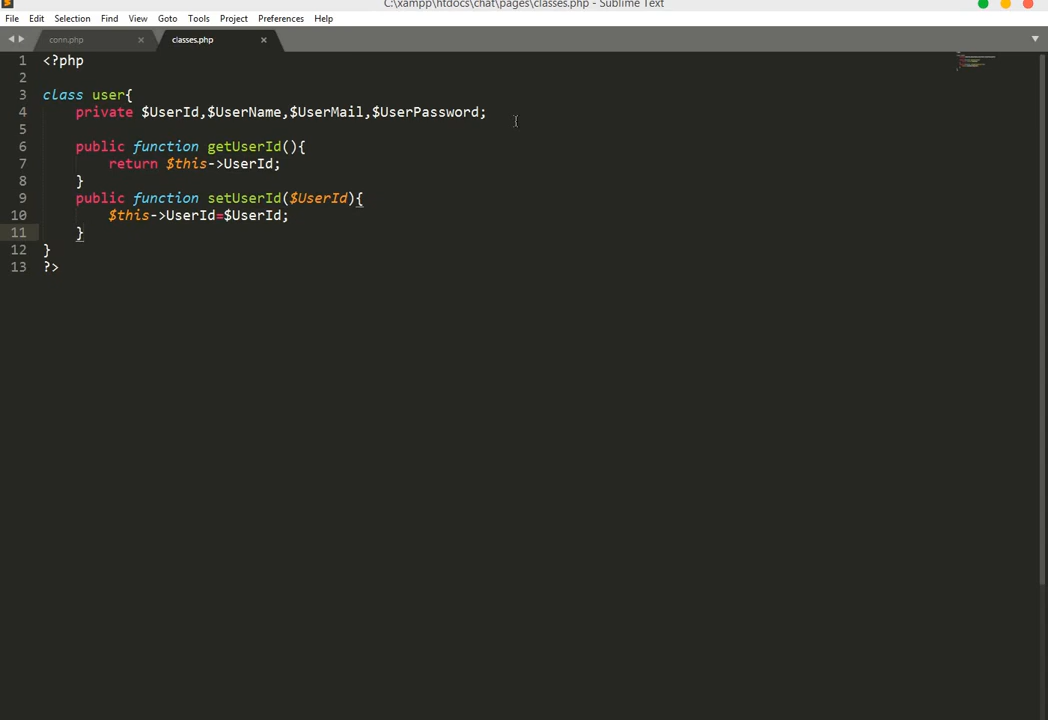 C:\xampp\htdocs\chat\pages\classes.php - Sublime Text
File Edit Selection Find View Goto Tools Project Preferences Help
conn.php × classes.php ×
1 <?php
2
3 class user{
4 private $UserId,$UserName,$UserMail,$UserPassword;
5
6 public function getUserId(){
7 return $this->UserId;
8 }
9 public function setUserId($UserId){
10 $this->UserId=$UserId;
11 }
12 }
13 ?>